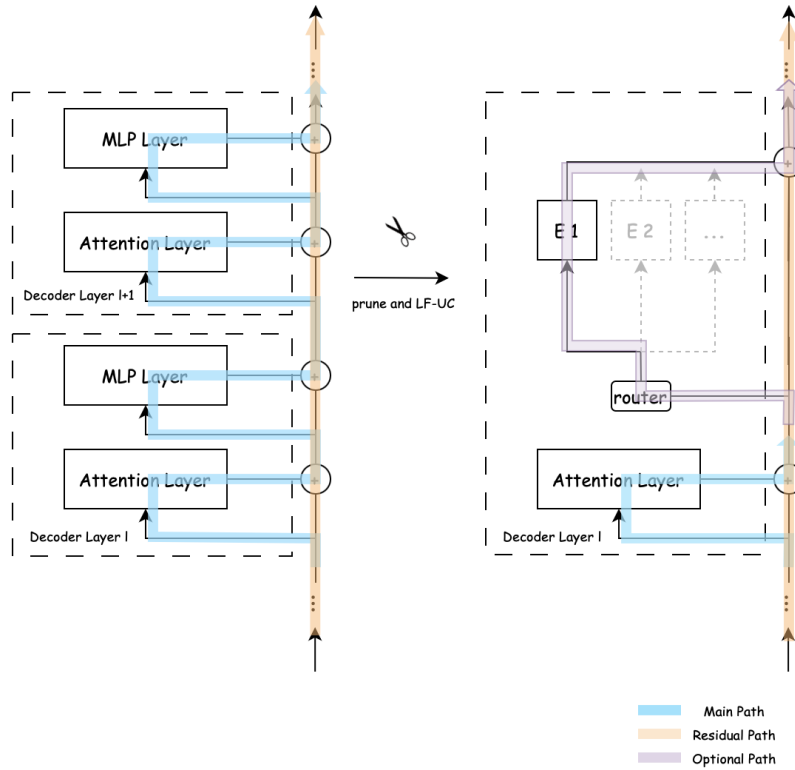 MLP Layer
Attention Layer
Decoder Layer l+1
MLP Layer
Attention Layer
Decoder Layer l
prune and LF-UC
E 1
E 2
...
router
Attention Layer
Decoder Layer l
Main Path
Residual Path
Optional Path